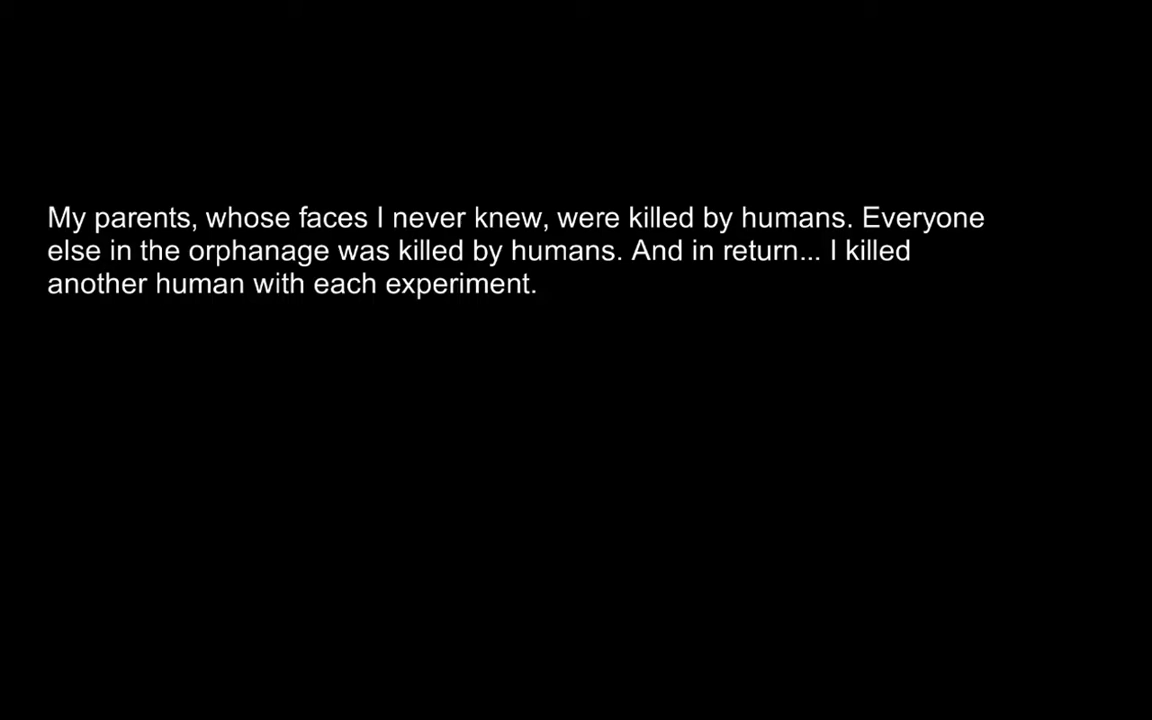 My parents, whose faces I never knew, were killed by humans. Everyone
else in the orphanage was killed by humans. And in return... I killed
another human with each experiment.